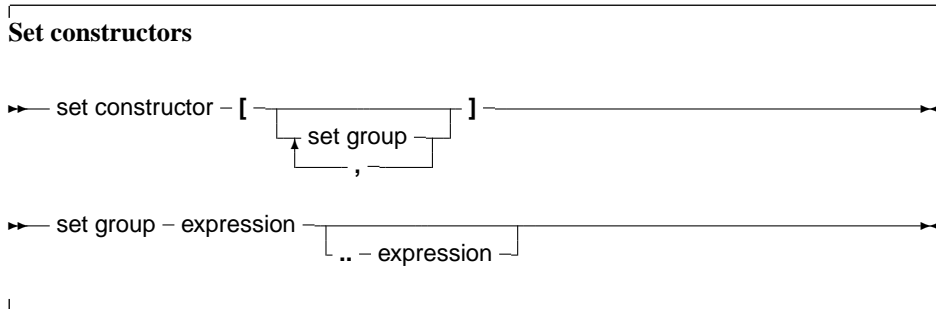 Set constructors
set constructor – [ ]
set group
,
set group – expression
.. – expression